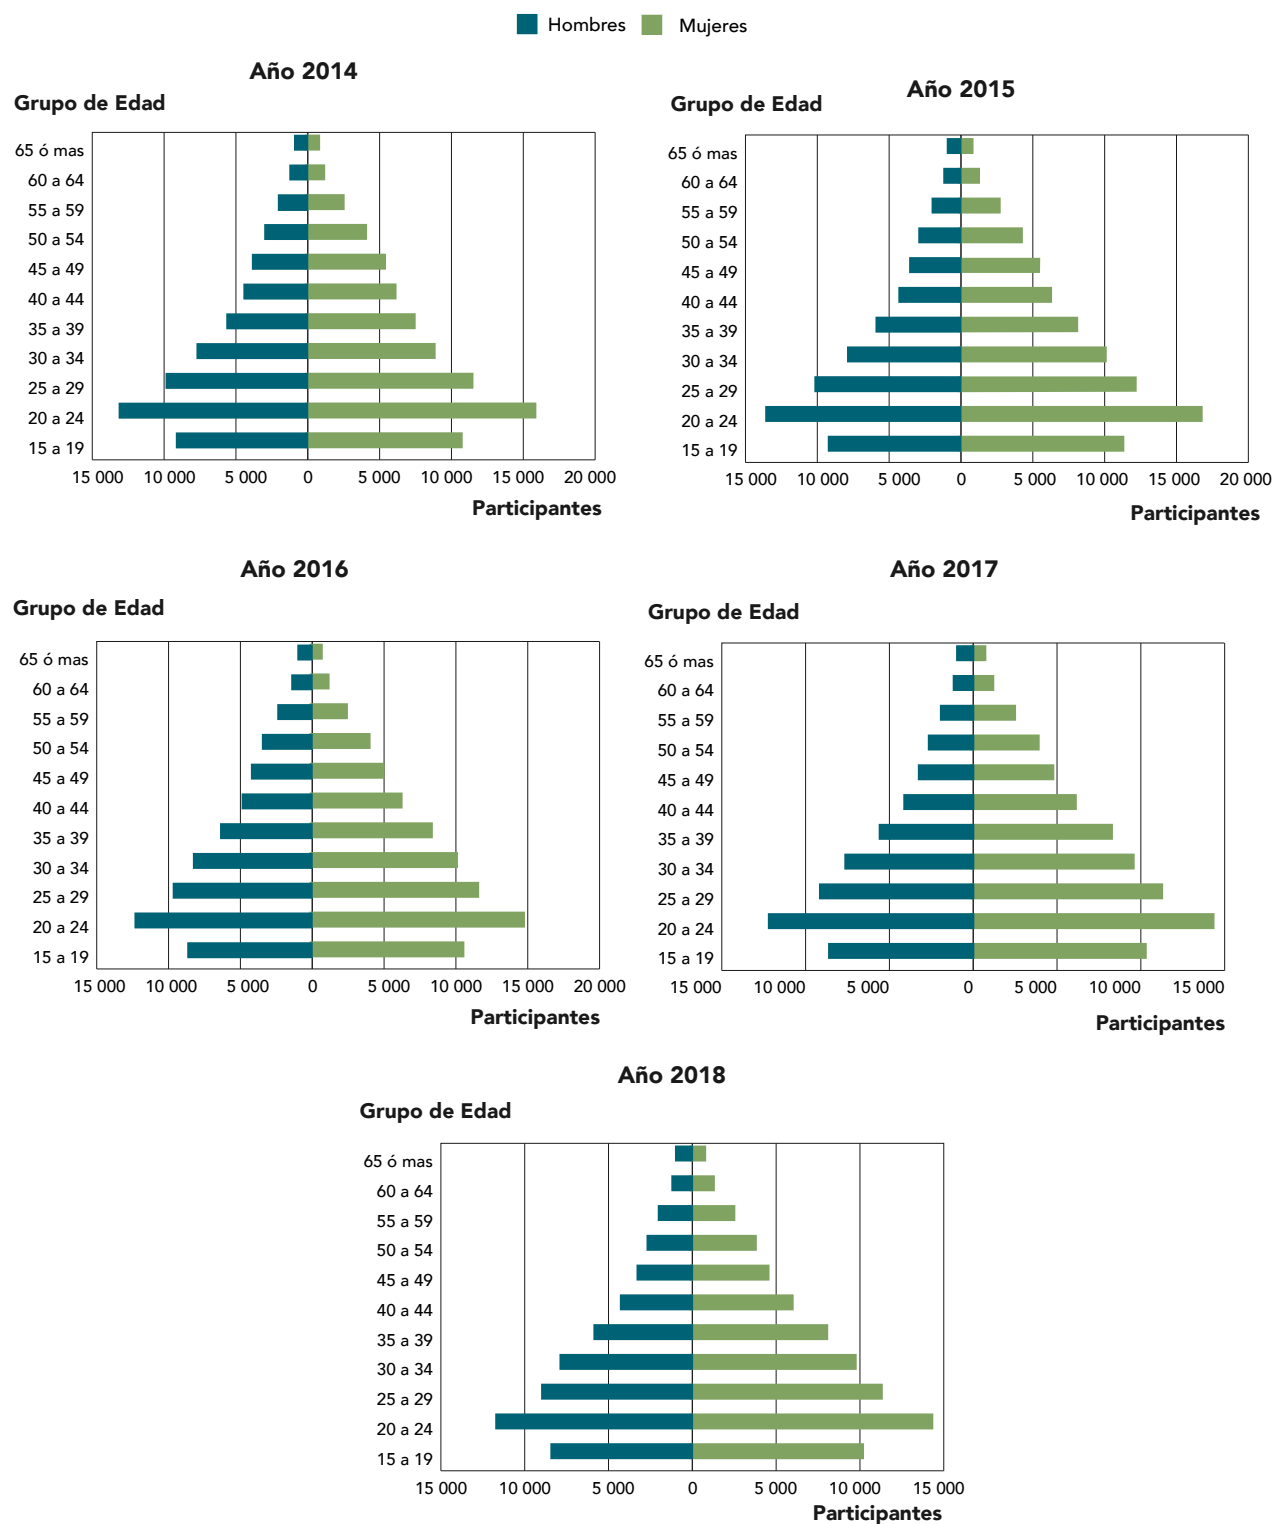 Hombres Mujeres
Año 2014
Grupo de Edad
65 ó mas
60 a 64
55 a 59
50 a 54
45 a 49
40 a 44
35 a 39
30 a 34
25 a 29
20 a 24
15 a 19
15 000 10 000 5 000 0 5 000 10 000 15 000 20 000
Participantes
Año 2015
Grupo de Edad
65 ó mas
60 a 64
55 a 59
50 a 54
45 a 49
40 a 44
35 a 39
30 a 34
25 a 29
20 a 24
15 a 19
15 000 10 000 5 000 0 5 000 10 000 15 000 20 000
Participantes
Año 2016
Grupo de Edad
65 ó mas
60 a 64
55 a 59
50 a 54
45 a 49
40 a 44
35 a 39
30 a 34
25 a 29
20 a 24
15 a 19
15 000 10 000 5 000 0 5 000 10 000 15 000 20 000
Participantes
Año 2017
Grupo de Edad
65 ó mas
60 a 64
55 a 59
50 a 54
45 a 49
40 a 44
35 a 39
30 a 34
25 a 29
20 a 24
15 a 19
15 000 10 000 5 000 0 5 000 10 000 15 000
Participantes
Año 2018
Grupo de Edad
65 ó mas
60 a 64
55 a 59
50 a 54
45 a 49
40 a 44
35 a 39
30 a 34
25 a 29
20 a 24
15 a 19
15 000 10 000 5 000 0 5 000 10 000 15 000
Participantes